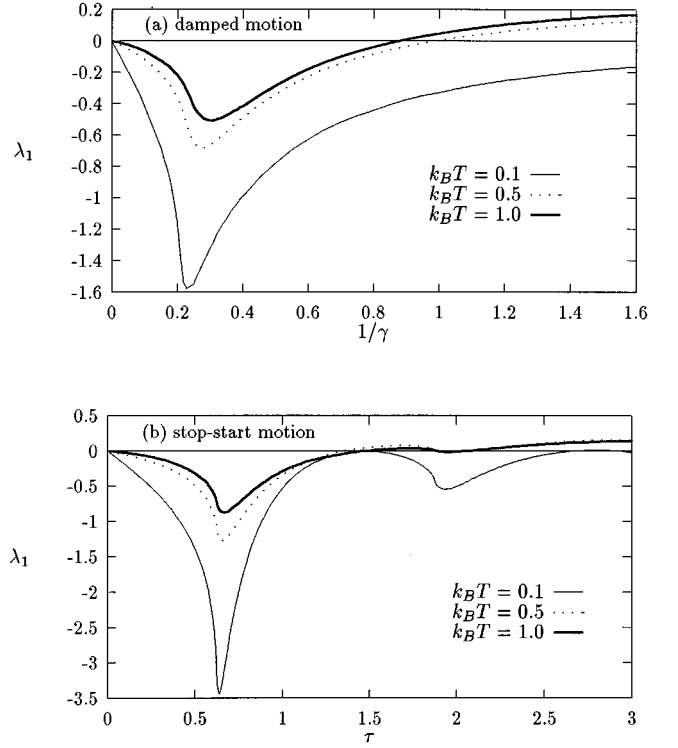 0.2
(a) damped motion
0
-0.2
-0.4
-0.6
λ₁
-0.8
k_BT = 0.1
-1
k_BT = 0.5
k_BT = 1.0
-1.2
-1.4
-1.6
0 0.2 0.4 0.6 0.8 1 1.2 1.4 1.6
1/γ
0.5
(b) stop-start motion
0
-0.5
-1
-1.5
λ₁
-2
k_BT = 0.1
k_BT = 0.5
-2.5
k_BT = 1.0
-3
-3.5
0 0.5 1 1.5 2 2.5 3
τ